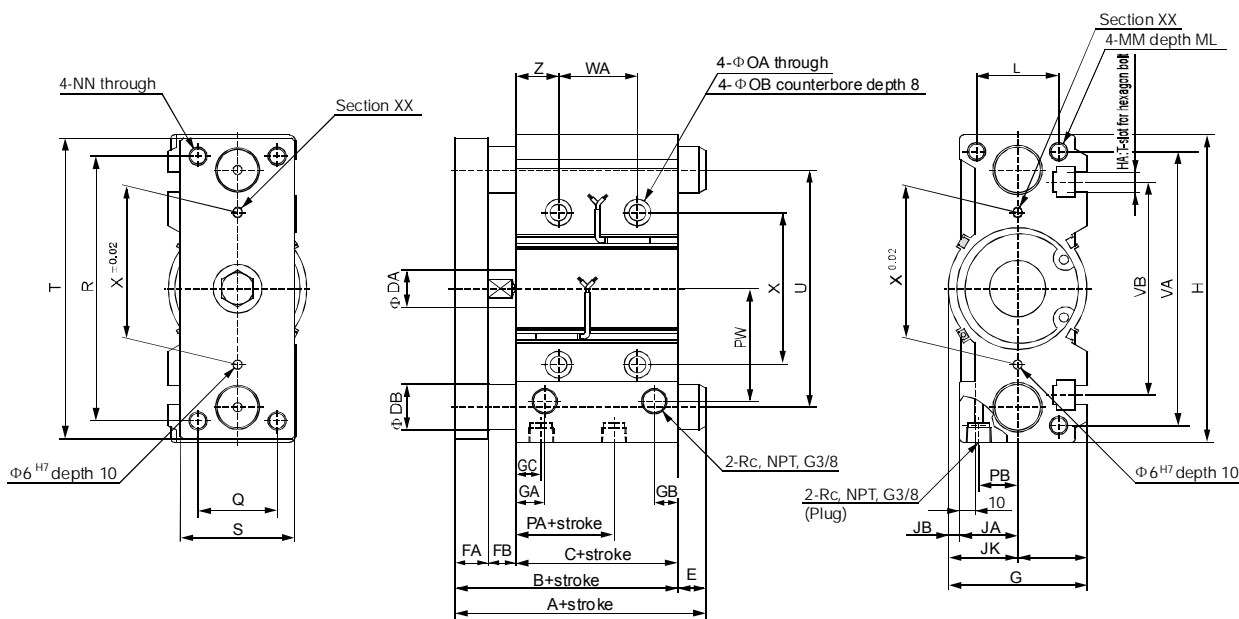 4-NN through
Section XX
T
R
X ±0.02
Φ6 H7 depth 10
Q
S
Z
WA
4-Φ OA through
4-Φ OB counterbore depth 8
Φ DA
Φ DB
PW
X
U
GC
GA
GB
2-Rc, NPT, G3/8
PA+stroke
FA
FB
C+stroke
E
B+stroke
A+stroke
Section XX
4-MM depth ML
L
HA:T-slot for hexagon bolt
X 0.02
VB
VA
H
Φ6 H7 depth 10
2-Rc, NPT, G3/8
(Plug)
PB
10
JB
JA
JK
G